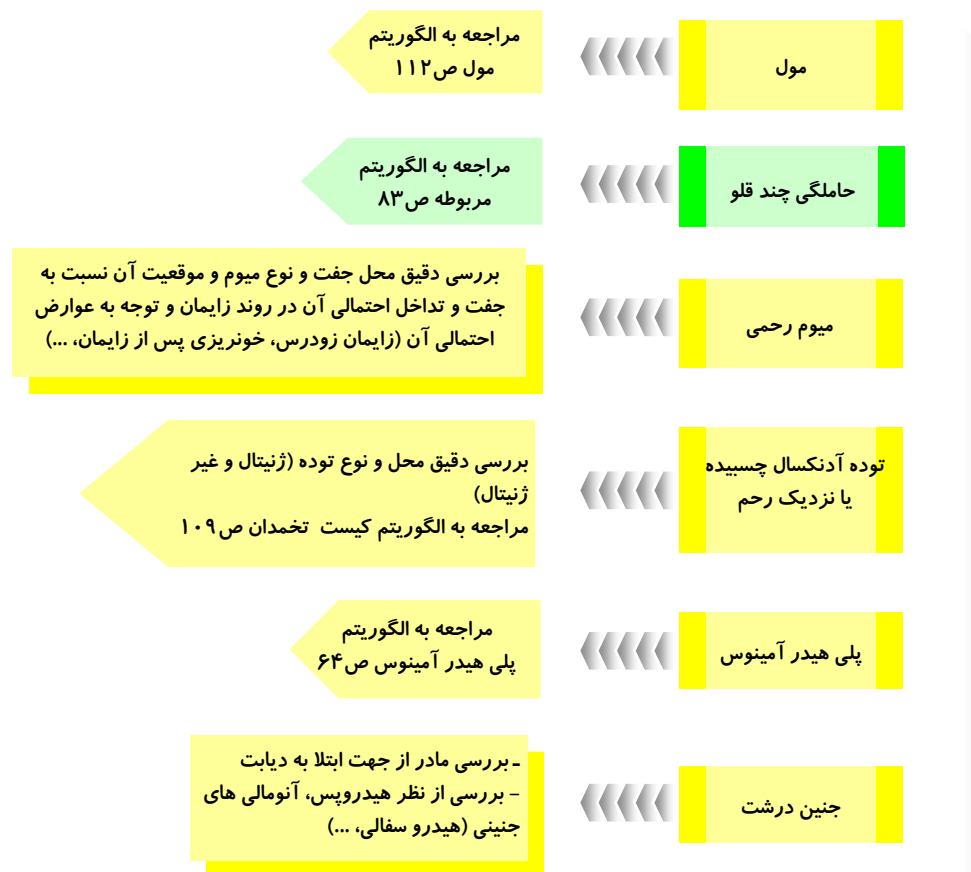 مول
مراجعه به الگوریتم
مول ص۱۱۲
حاملگی چند قلو
مراجعه به الگوریتم
مربوطه ص۸۳
میوم رحمی
بررسی دقیق محل جفت و نوع میوم و موقعیت آن نسبت به
جفت و تداخل احتمالی آن در روند زایمان و توجه به عوارض
احتمالی آن (زایمان زودرس، خونریزی پس از زایمان، ...)
توده آدنکسال چسبیده
یا نزدیک رحم
بررسی دقیق محل و نوع توده (ژنیتال و غیر
ژنیتال)
مراجعه به الگوریتم کیست تخمدان ص۱۰۹
پلی هیدر آمینوس
مراجعه به الگوریتم
پلی هیدر آمینوس ص۶۴
جنین درشت
ـ بررسی مادر از جهت ابتلا به دیابت
– بررسی از نظر هیدروپس، آنومالی های
جنینی (هیدرو سفالی، ...)